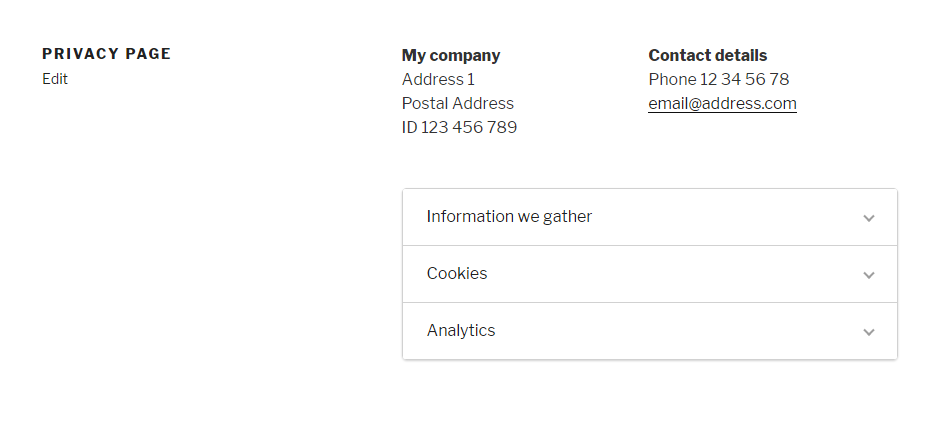 PRIVACY PAGE
Edit
My company
Address 1
Postal Address
ID 123 456 789
Contact details
Phone 12 34 56 78
email@address.com
Information we gather
Cookies
Analytics